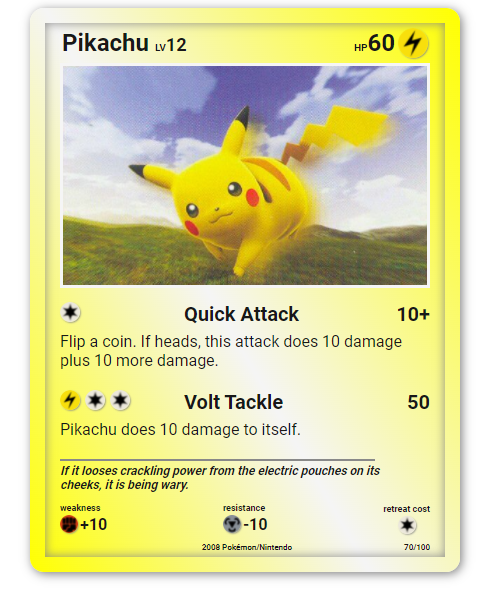 Pikachu LV12 HP60
Quick Attack 10+
Flip a coin. If heads, this attack does 10 damage
plus 10 more damage.
Volt Tackle 50
Pikachu does 10 damage to itself.
If it looses crackling power from the electric pouches on its
cheeks, it is being wary.
weakness resistance retreat cost
+10 -10
2008 Pokémon/Nintendo 70/100